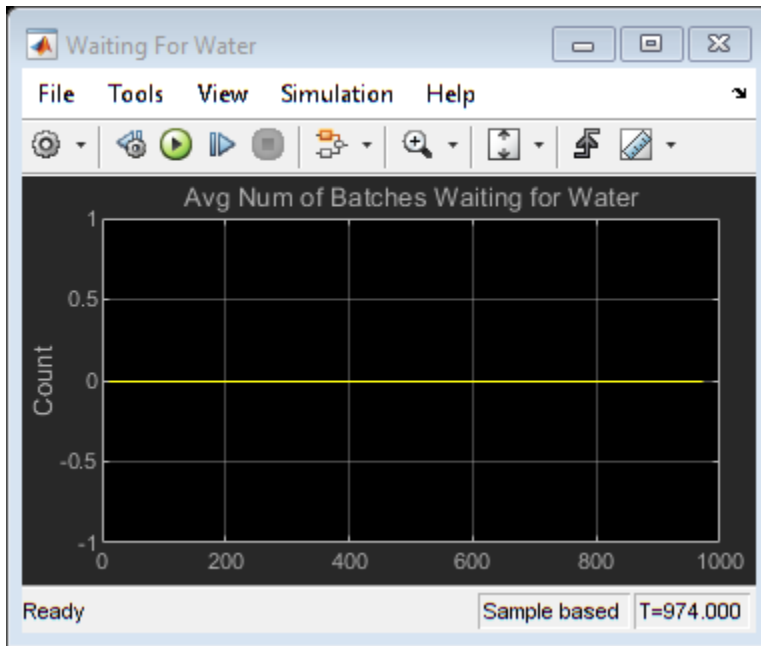 Waiting For Water
File Tools View Simulation Help
Avg Num of Batches Waiting for Water
1
0.5
0
-0.5
-1
Count
0 200 400 600 800 1000
Ready Sample based T=974.000